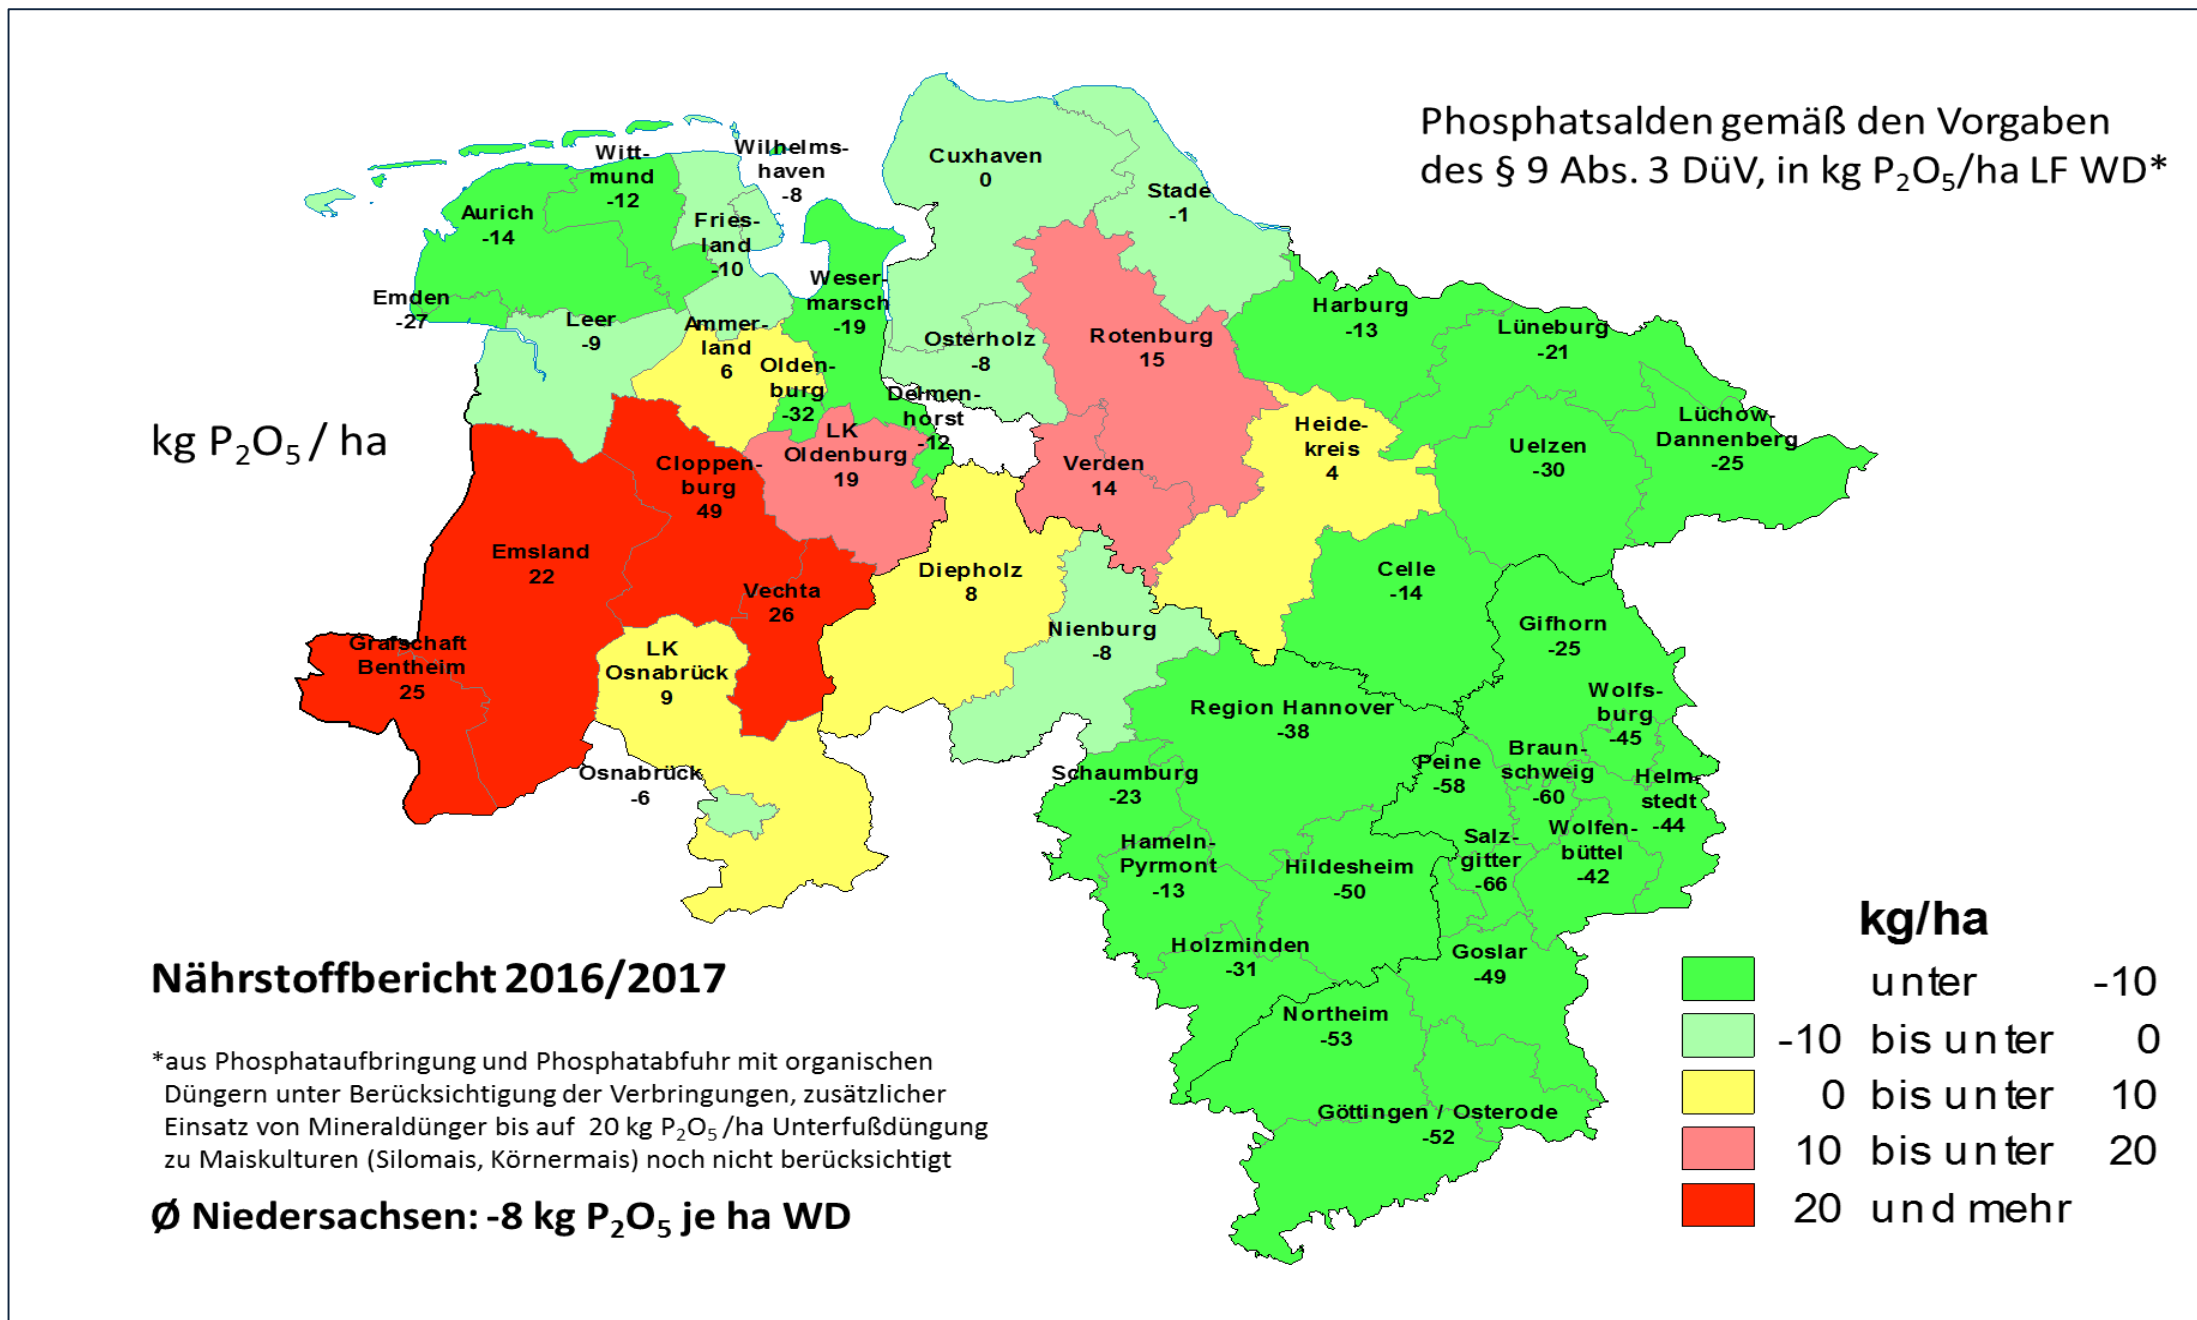 Phosphatsalden gemäß den Vorgaben
des § 9 Abs. 3 DüV, in kg P₂O₅/ha LF WD*
kg P₂O₅ / ha
Witt-
mund
-12
Wilhelms-
haven
-8
Aurich
-14
Fries-
land
-10
Cuxhaven
0
Stade
-1
Emden
-27
Leer
-9
Ammer-
land
6
Weser-
marsch
-19
Olden-
burg
-32
Osterholz
-8
Delmen-
horst
-12
Rotenburg
15
Harburg
-13
Lüneburg
-21
Lüchow-
Dannenberg
-25
Uelzen
-30
Heide-
kreis
4
Verden
14
LK
Oldenburg
19
Cloppen-
burg
49
Emsland
22
Vechta
26
Diepholz
8
Celle
-14
Nienburg
-8
Gifhorn
-25
Grafschaft
Bentheim
25
LK
Osnabrück
9
Osnabrück
-6
Region Hannover
-38
Wolfs-
burg
-45
Schaumburg
-23
Peine
-58
Braun-
schweig
-60
Helm-
stedt
-44
Hameln-
Pyrmont
-13
Hildesheim
-50
Salz-
gitter
-66
Wolfen-
büttel
-42
Holzminden
-31
Goslar
-49
Northeim
-53
Göttingen / Osterode
-52
Nährstoffbericht 2016/2017
*aus Phosphataufbringung und Phosphatabfuhr mit organischen
Düngern unter Berücksichtigung der Verbringungen, zusätzlicher
Einsatz von Mineraldünger bis auf 20 kg P₂O₅ /ha Unterfußdüngung
zu Maiskulturen (Silomais, Körnermais) noch nicht berücksichtigt
Ø Niedersachsen: -8 kg P₂O₅ je ha WD
kg/ha
unter -10
-10 bis unter 0
0 bis unter 10
10 bis unter 20
20 und mehr